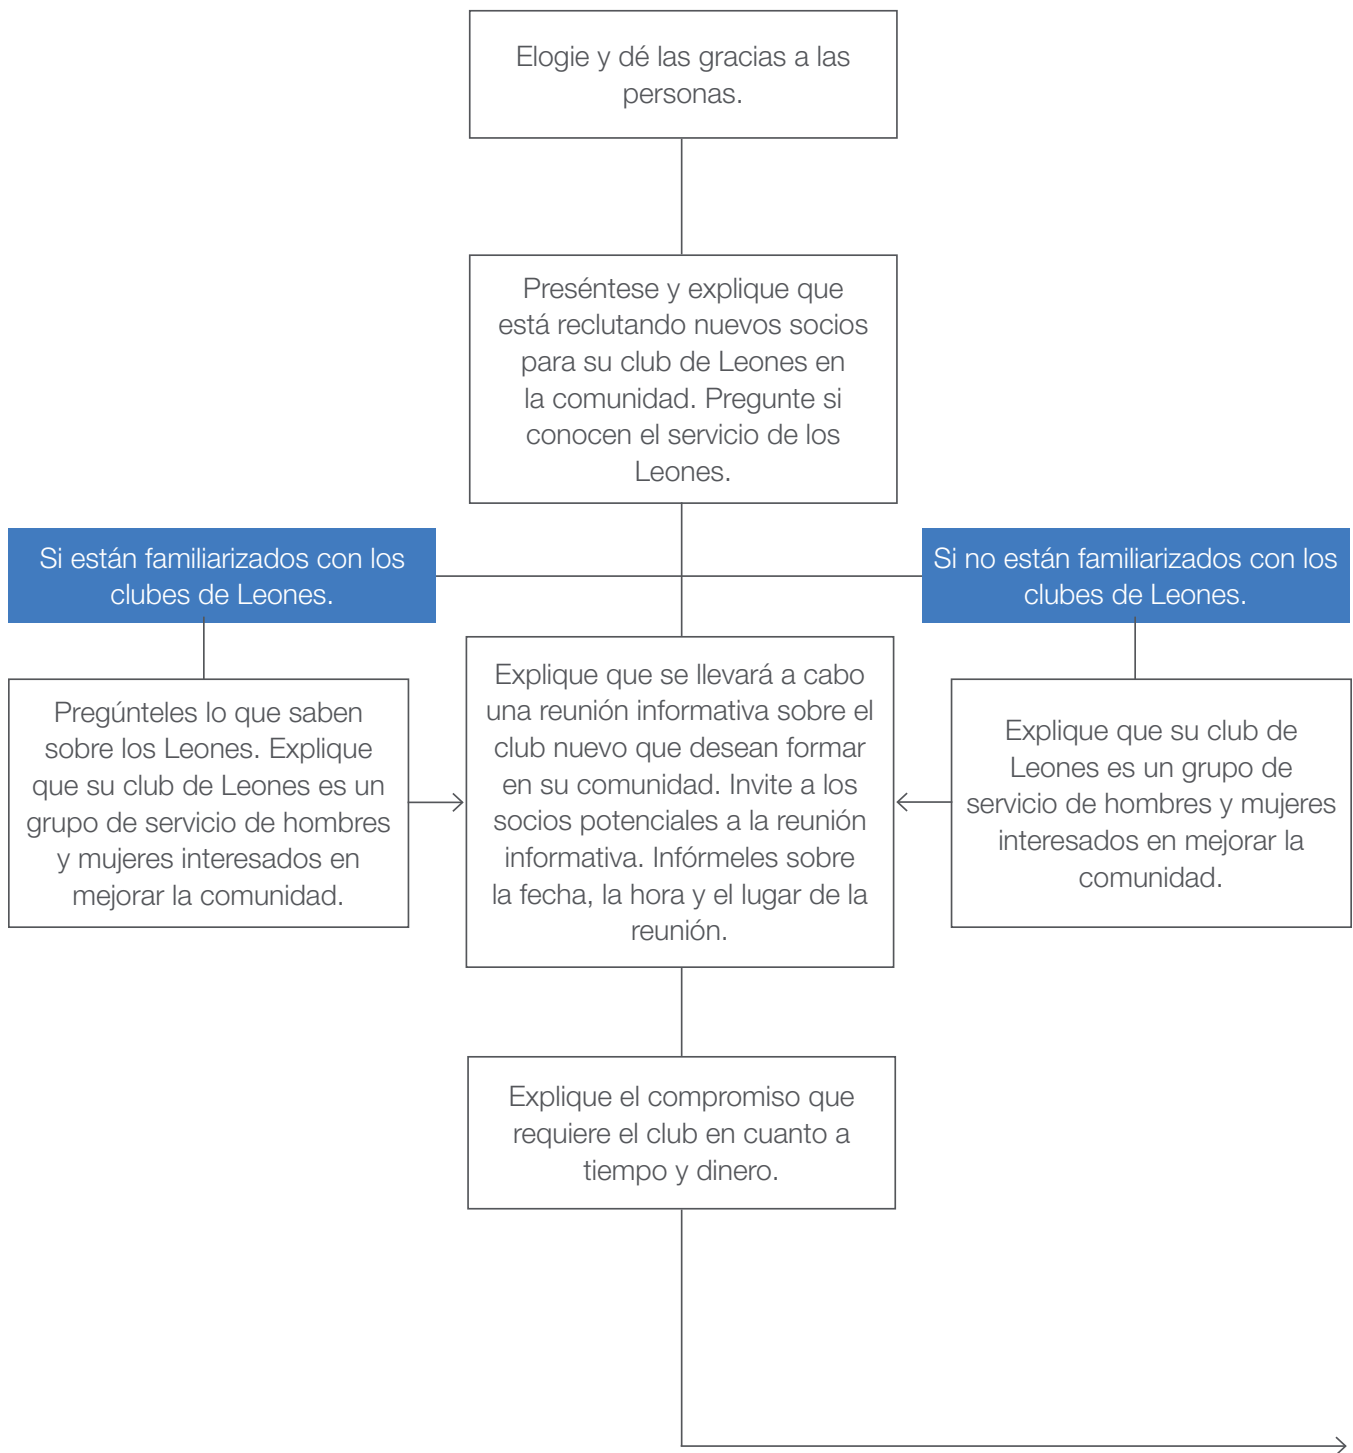 Elogie y dé las gracias a las
personas.
Preséntese y explique que
está reclutando nuevos socios
para su club de Leones en
la comunidad. Pregunte si
conocen el servicio de los
Leones.
Si están familiarizados con los
clubes de Leones.
Si no están familiarizados con los
clubes de Leones.
Pregúnteles lo que saben
sobre los Leones. Explique
que su club de Leones es un
grupo de servicio de hombres
y mujeres interesados en
mejorar la comunidad.
Explique que se llevará a cabo
una reunión informativa sobre el
club nuevo que desean formar
en su comunidad. Invite a los
socios potenciales a la reunión
informativa. Infórmeles sobre
la fecha, la hora y el lugar de la
reunión.
Explique que su club de
Leones es un grupo de
servicio de hombres y mujeres
interesados en mejorar la
comunidad.
Explique el compromiso que
requiere el club en cuanto a
tiempo y dinero.